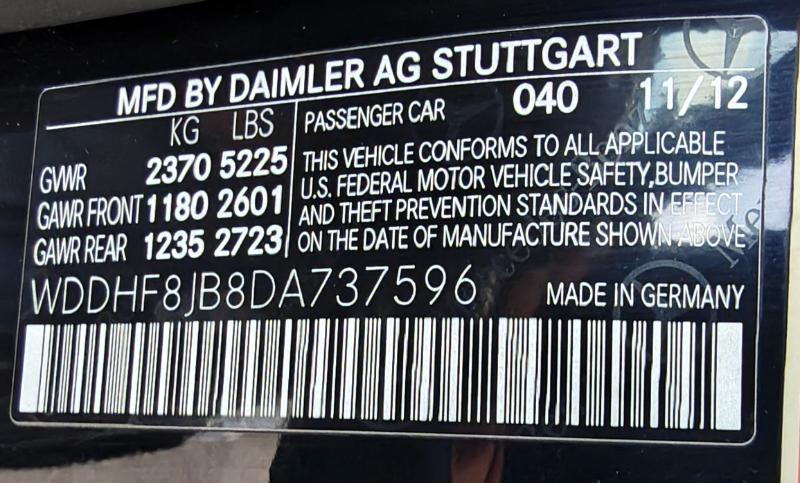 MFD BY DAIMLER AG STUTTGART
KG LBS
GVWR 2370 5225
GAWR FRONT 1180 2601
GAWR REAR 1235 2723
PASSENGER CAR 040 11/12
THIS VEHICLE CONFORMS TO ALL APPLICABLE
U.S. FEDERAL MOTOR VEHICLE SAFETY,BUMPER
AND THEFT PREVENTION STANDARDS IN EFFECT
ON THE DATE OF MANUFACTURE SHOWN ABOVE
WDDHF8JB8DA737596 MADE IN GERMANY